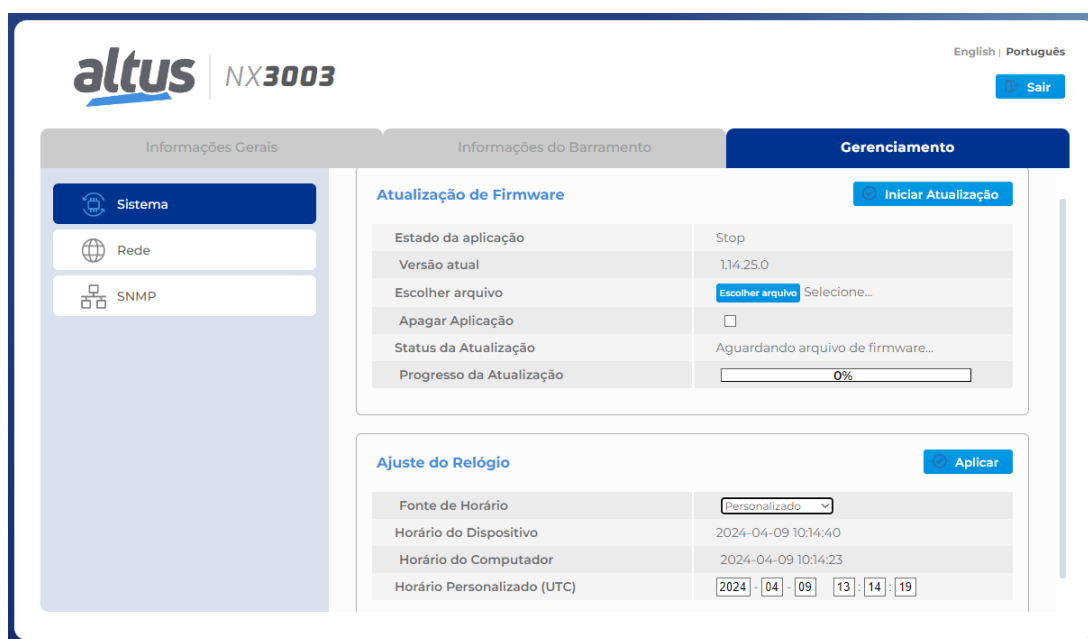 English | Português
altus NX3003
Sair
Informações Gerais Informações do Barramento Gerenciamento
Sistema
Rede
SNMP
Atualização de Firmware Iniciar Atualização
Estado da aplicação Stop
Versão atual 1.14.25.0
Escolher arquivo Escolher arquivo Selecione...
Apagar Aplicação
Status da Atualização Aguardando arquivo de firmware...
Progresso da Atualização 0%
Ajuste do Relógio Aplicar
Fonte de Horário Personalizado
Horário do Dispositivo 2024-04-09 10:14:40
Horário do Computador 2024-04-09 10:14:23
Horário Personalizado (UTC) 2024 - 04 - 09 13 : 14 : 19